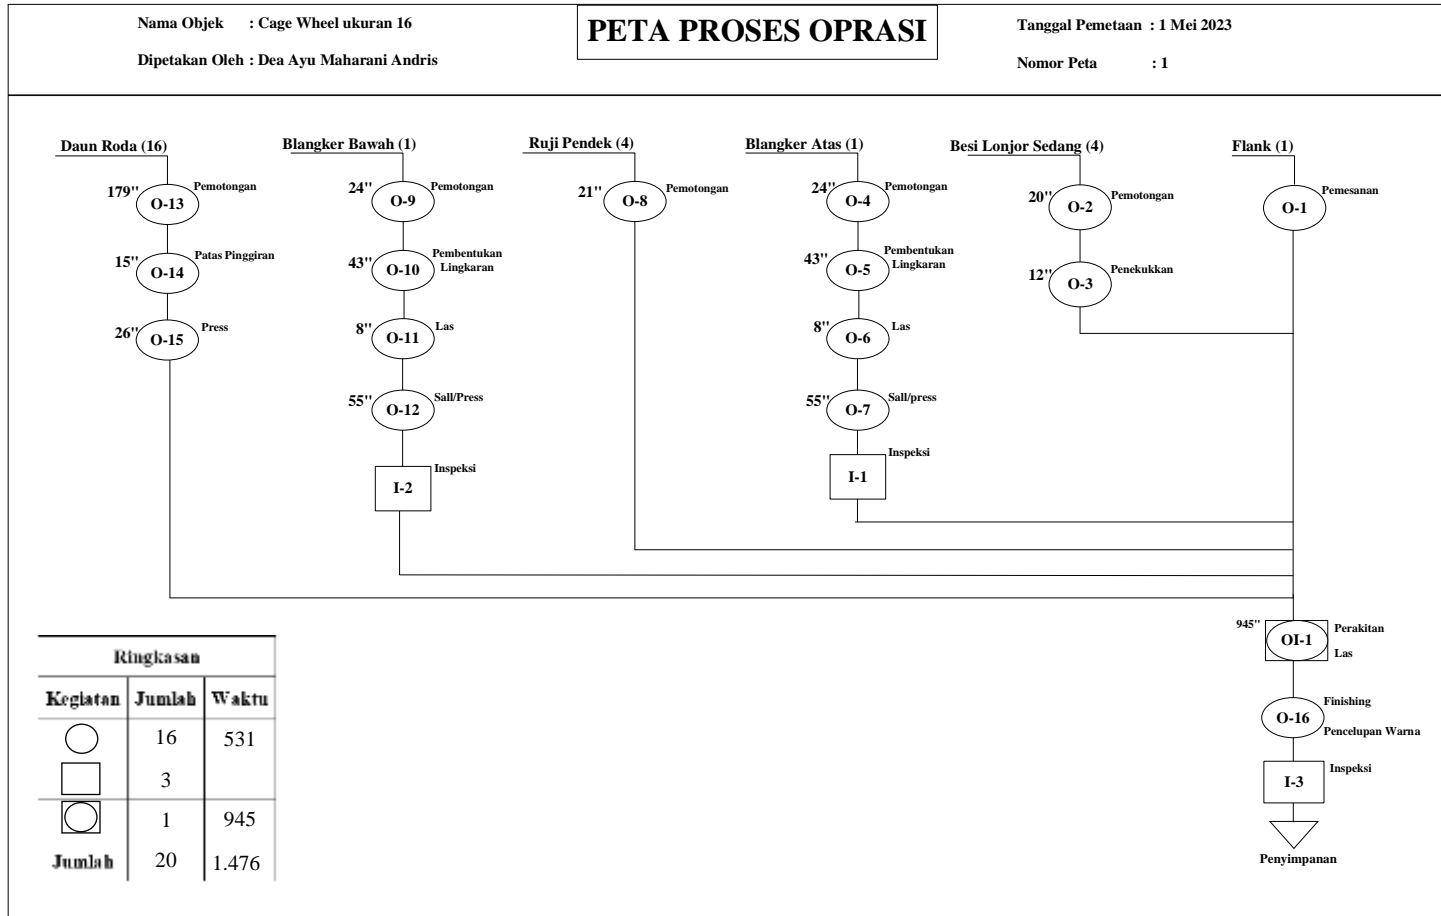 Nama Objek : Cage Wheel ukuran 16
Dipetakan Oleh : Dea Ayu Maharani Andris
PETA PROSES OPRASI
Tanggal Pemetaan : 1 Mei 2023
Nomor Peta : 1
Daun Roda (16)
179" O-13 Pemotongan
15" O-14 Patas Pinggiran
26" O-15 Press
Blangker Bawah (1)
24" O-9 Pemotongan
43" O-10 Pembentukan
Lingkaran
8" O-11 Las
55" O-12 Sall/Press
I-2 Inspeksi
Ruji Pendek (4)
21" O-8 Pemotongan
Blangker Atas (1)
24" O-4 Pemotongan
43" O-5 Pembentukan
Lingkaran
8" O-6 Las
55" O-7 Sall/press
I-1 Inspeksi
Besi Lonjor Sedang (4)
20" O-2 Pemotongan
12" O-3 Penekukkan
Flank (1)
O-1 Pemesanan
945" OI-1 Perakitan
Las
O-16 Finishing
Pencelupan Warna
I-3 Inspeksi
Penyimpanan
Ringkasan
Kegiatan Jumlah Waktu
16 531
3
1 945
Jumlah 20 1.476